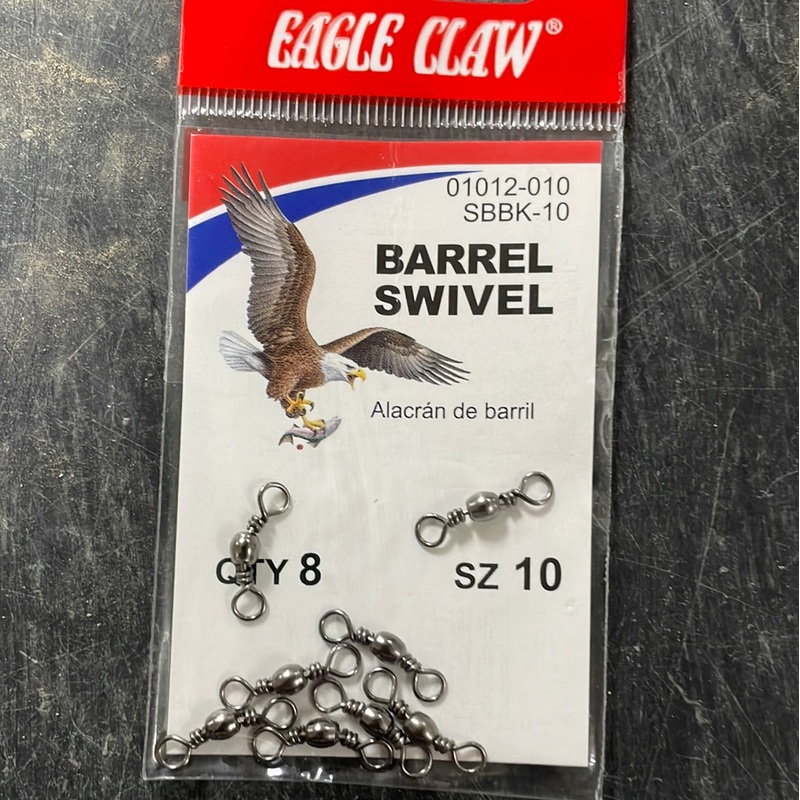 EAGLE CLAW®
01012-010
SBBK-10
BARREL
SWIVEL
Alacrán de barril
QTY 8
SZ 10